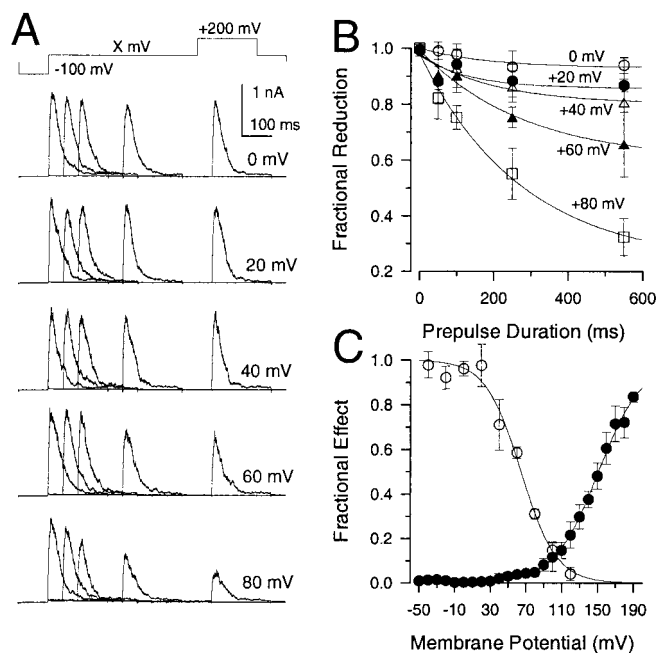 A
X mV
+200 mV
-100 mV
1 nA
100 ms
0 mV
20 mV
40 mV
60 mV
80 mV
B
Fractional Reduction
1.0
0.8
0.6
0.4
0.2
0 mV
+20 mV
+40 mV
+60 mV
+80 mV
0 200 400 600
Prepulse Duration (ms)
C
Fractional Effect
1.0
0.8
0.6
0.4
0.2
0.0
-50 -10 30 70 110 150 190
Membrane Potential (mV)